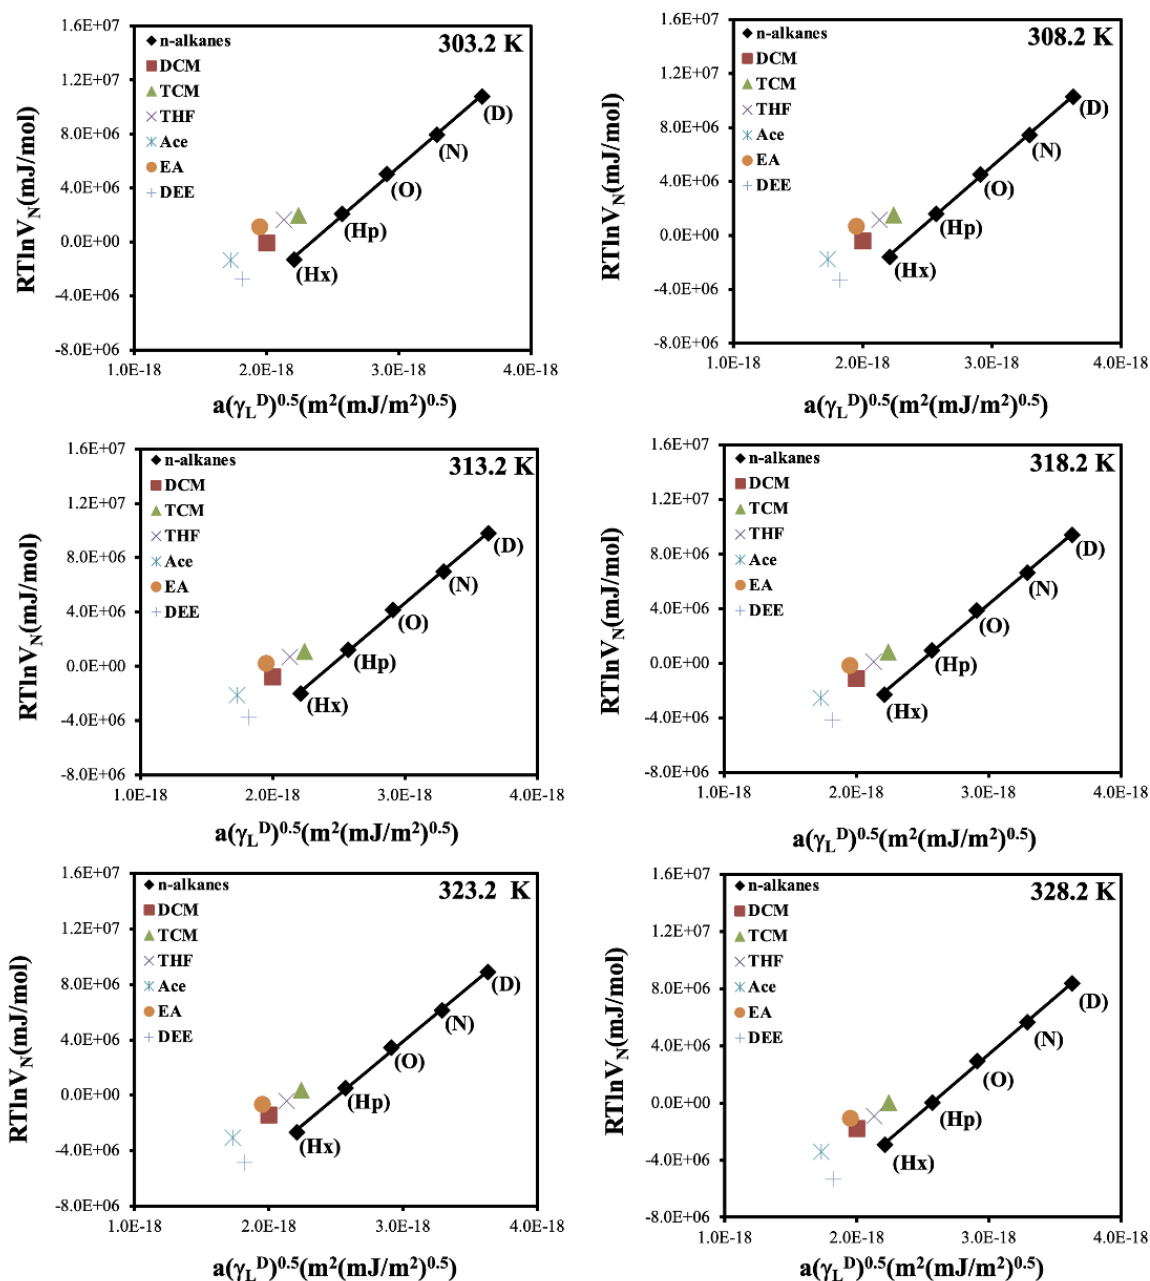 303.2 K
n-alkanes
DCM
TCM
THF
Ace
EA
DEE
1.6E+07
1.2E+07
8.0E+06
4.0E+06
0.0E+00
-4.0E+06
-8.0E+06
RTlnV_N(mJ/mol)
(D)
(N)
(O)
(Hp)
(Hx)
1.0E-18 2.0E-18 3.0E-18 4.0E-18
a(γ_L^D)^0.5(m²(mJ/m²)^0.5)
308.2 K
n-alkanes
DCM
TCM
THF
Ace
EA
DEE
1.6E+07
1.2E+07
8.0E+06
4.0E+06
0.0E+00
-4.0E+06
-8.0E+06
RTlnV_N(mJ/mol)
(D)
(N)
(O)
(Hp)
(Hx)
1.0E-18 2.0E-18 3.0E-18 4.0E-18
a(γ_L^D)^0.5(m²(mJ/m²)^0.5)
313.2 K
n-alkanes
DCM
TCM
THF
Ace
EA
DEE
1.6E+07
1.2E+07
8.0E+06
4.0E+06
0.0E+00
-4.0E+06
-8.0E+06
RTlnV_N(mJ/mol)
(D)
(N)
(O)
(Hp)
(Hx)
1.0E-18 2.0E-18 3.0E-18 4.0E-18
a(γ_L^D)^0.5(m²(mJ/m²)^0.5)
318.2 K
n-alkanes
DCM
TCM
THF
Ace
EA
DEE
1.6E+07
1.2E+07
8.0E+06
4.0E+06
0.0E+00
-4.0E+06
-8.0E+06
RTlnV_N(mJ/mol)
(D)
(N)
(O)
(Hp)
(Hx)
1.0E-18 2.0E-18 3.0E-18 4.0E-18
a(γ_L^D)^0.5(m²(mJ/m²)^0.5)
323.2 K
n-alkanes
DCM
TCM
THF
Ace
EA
DEE
1.6E+07
1.2E+07
8.0E+06
4.0E+06
0.0E+00
-4.0E+06
-8.0E+06
RTlnV_N(mJ/mol)
(D)
(N)
(O)
(Hp)
(Hx)
1.0E-18 2.0E-18 3.0E-18 4.0E-18
a(γ_L^D)^0.5(m²(mJ/m²)^0.5)
328.2 K
n-alkanes
DCM
TCM
THF
Ace
EA
DEE
1.6E+07
1.2E+07
8.0E+06
4.0E+06
0.0E+00
-4.0E+06
-8.0E+06
RTlnV_N(mJ/mol)
(D)
(N)
(O)
(Hp)
(Hx)
1.0E-18 2.0E-18 3.0E-18 4.0E-18
a(γ_L^D)^0.5(m²(mJ/m²)^0.5)